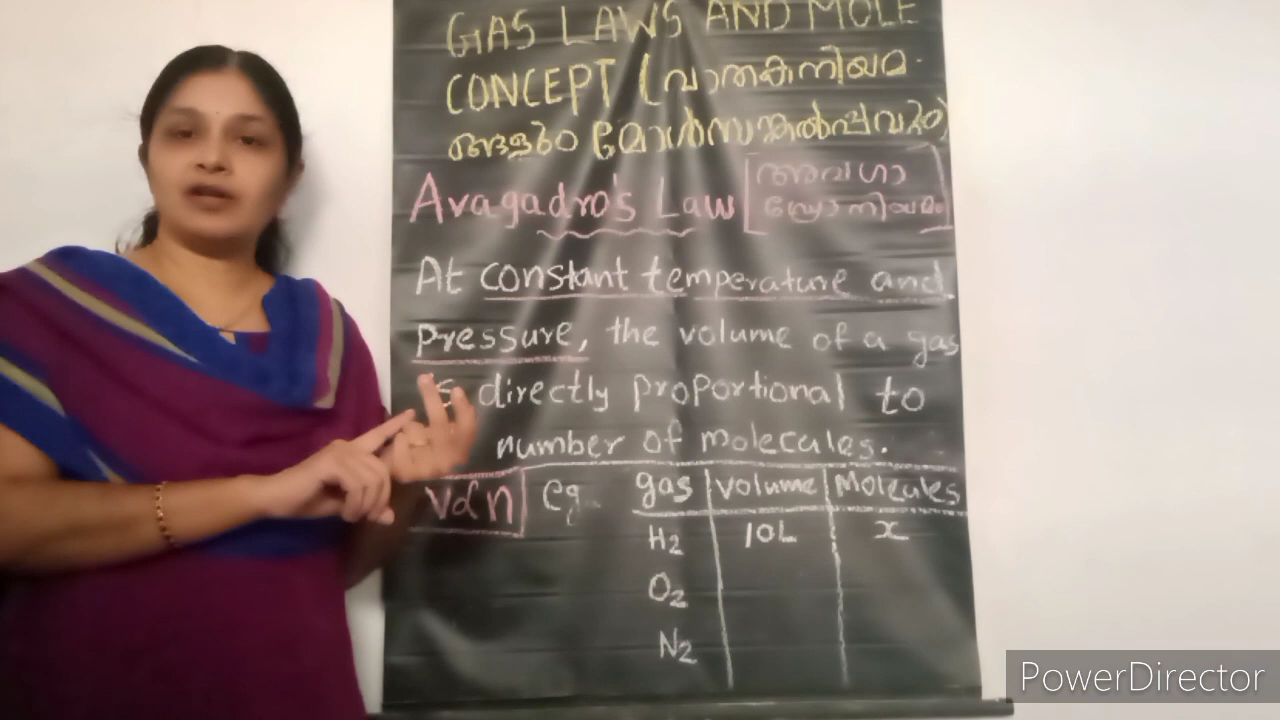 GAS LAWS AND MOLE
CONCEPT (വാതകനിയമ
ങ്ങളും മോൾസങ്കൽപ്പവും)
Avagadro's Law [അവഗാ
ഡ്രോ നിയമം]
At constant temperature and
pressure, the volume of a gas
is directly proportional to
number of molecules.
V∝n eg. gas volume Molecules
H2 10L x
O2
N2
PowerDirector